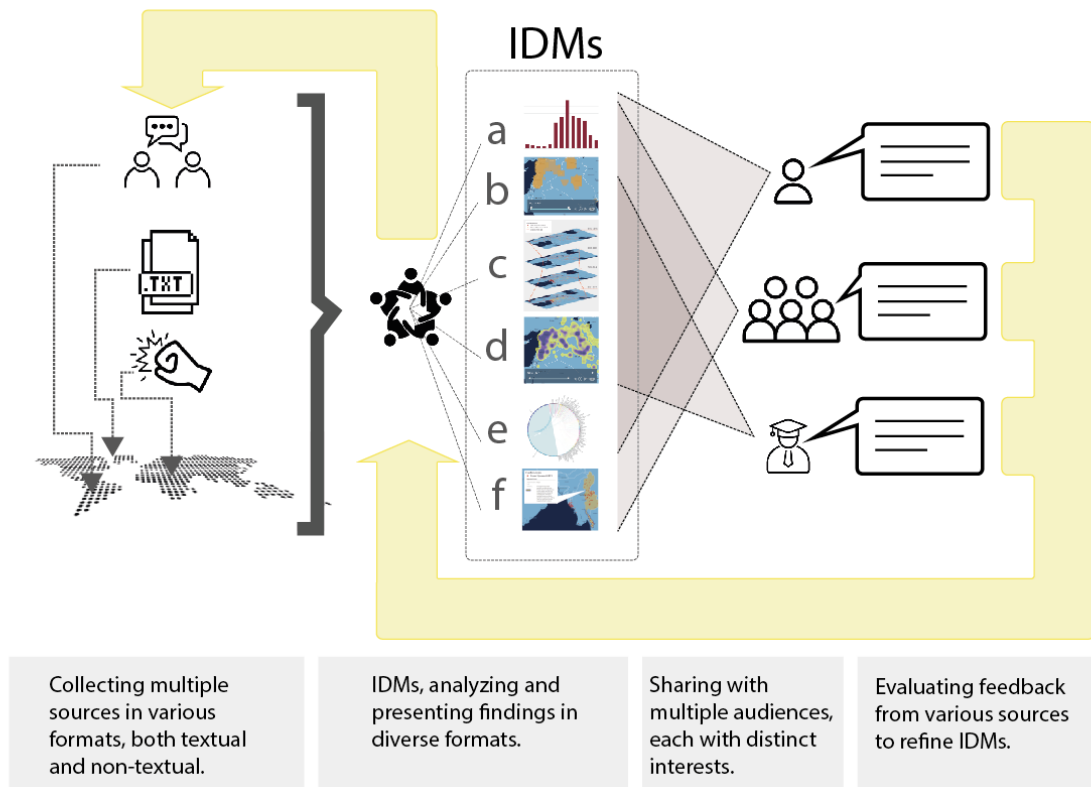 IDMs
a
b
c
d
e
f
.TXT
Collecting multiple
sources in various
formats, both textual
and non-textual.
IDMs, analyzing and
presenting findings in
diverse formats.
Sharing with
multiple audiences,
each with distinct
interests.
Evaluating feedback
from various sources
to refine IDMs.